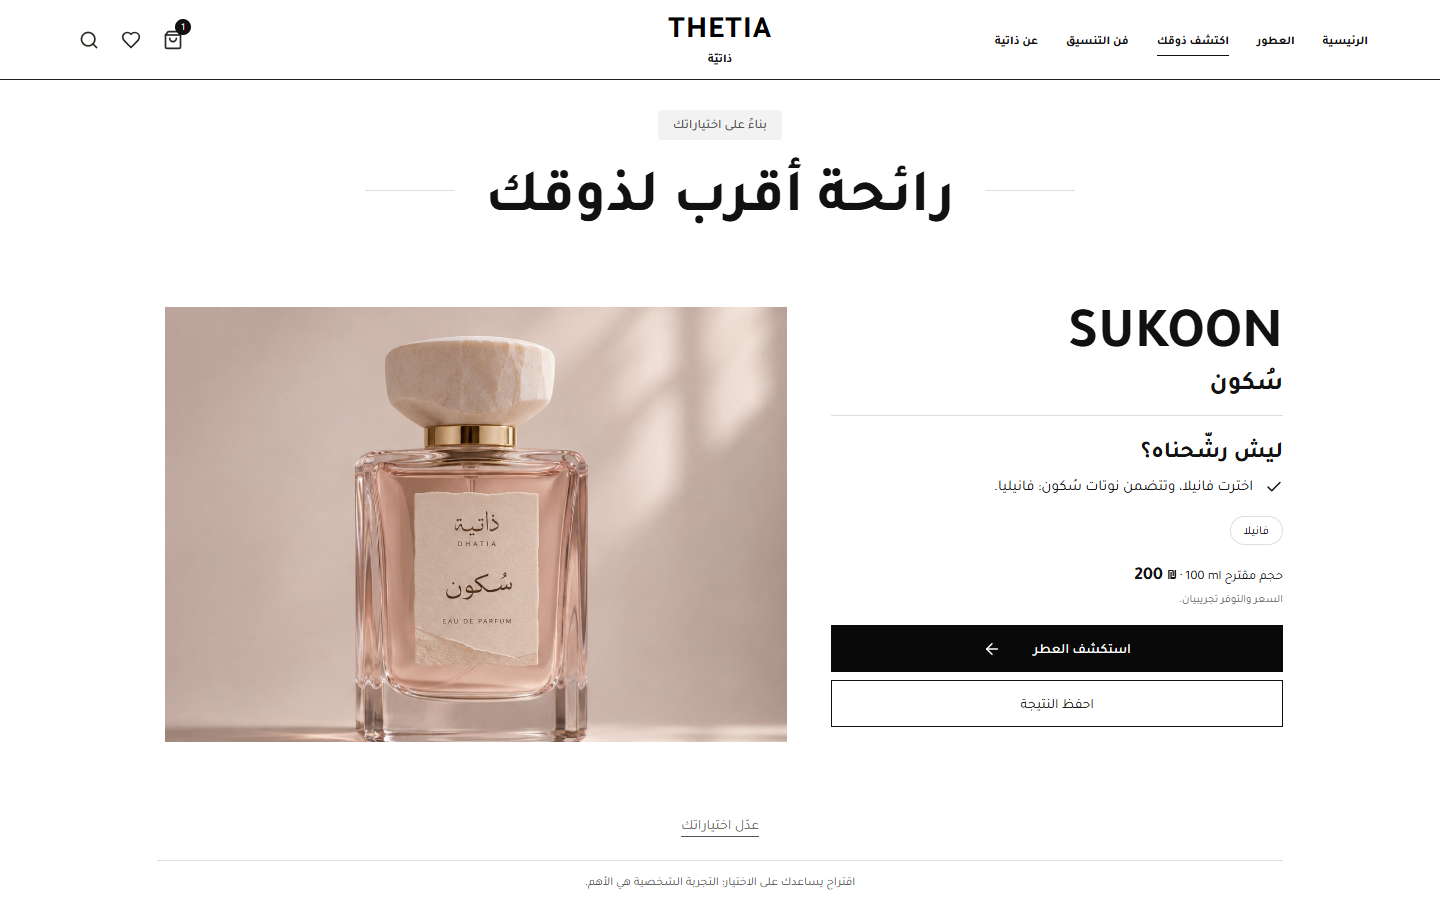 الرئيسية
العطور
اكتشف ذوقك
فن التنسيق
عن ذاتية
THETIA
ذاتيّة
1
بناءً على اختياراتك
رائحة أقرب لذوقك
SUKOON
سُكون
ليش رشّحناه؟
اخترت فانيلا، وتتضمن نوتات سُكون: فانيليا.
فانيلا
حجم مقترح 100 ml · ₪ 200
السعر والتوفر تجريبيان.
استكشف العطر
احفظ النتيجة
ذاتية
DHATIA
سُكون
EAU DE PARFUM
عدّل اختياراتك
اقتراح يساعدك على الاختيار؛ التجربة الشخصية هي الأهم.